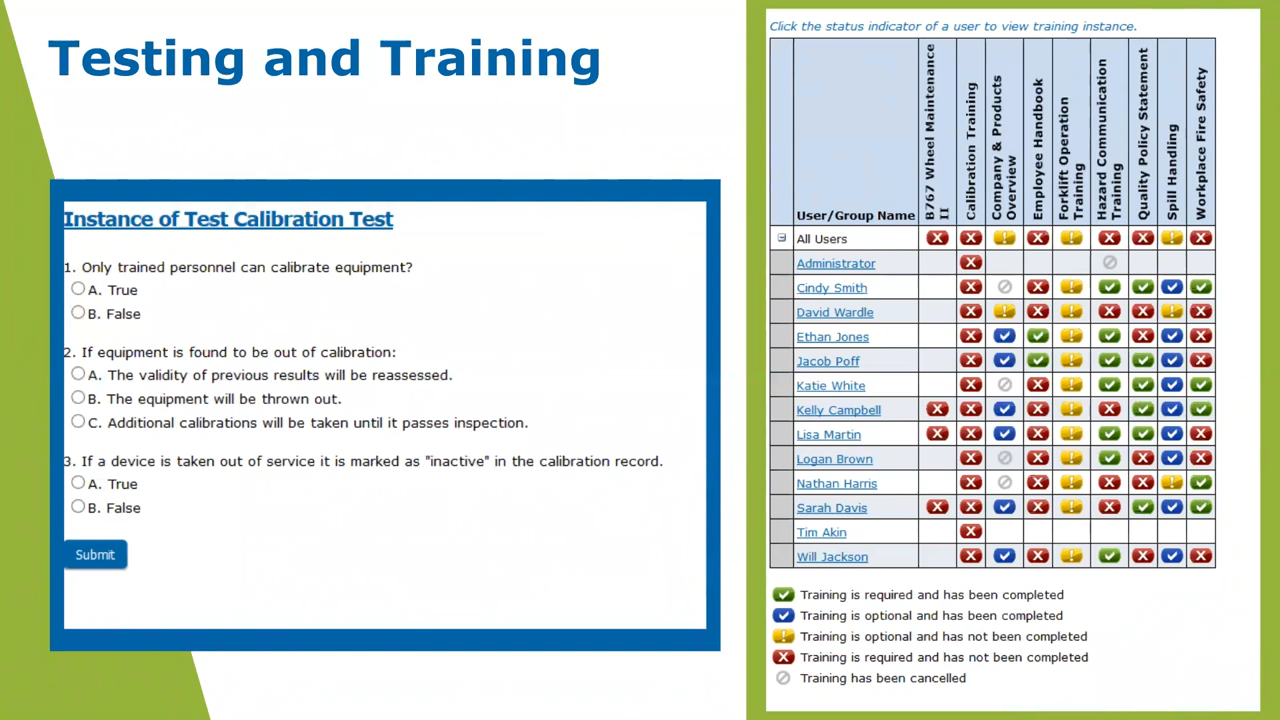 Testing and Training
Instance of Test Calibration Test
1. Only trained personnel can calibrate equipment?
A. True
B. False
2. If equipment is found to be out of calibration:
A. The validity of previous results will be reassessed.
B. The equipment will be thrown out.
C. Additional calibrations will be taken until it passes inspection.
3. If a device is taken out of service it is marked as "inactive" in the calibration record.
A. True
B. False
Submit
Click the status indicator of a user to view training instance.
User/Group Name
B767 Wheel Maintenance
II
Calibration Training
Company & Products
Overview
Employee Handbook
Forklift Operation
Training
Hazard Communication
Training
Quality Policy Statement
Spill Handling
Workplace Fire Safety
All Users
Administrator
Cindy Smith
David Wardle
Ethan Jones
Jacob Poff
Katie White
Kelly Campbell
Lisa Martin
Logan Brown
Nathan Harris
Sarah Davis
Tim Akin
Will Jackson
Training is required and has been completed
Training is optional and has been completed
Training is optional and has not been completed
Training is required and has not been completed
Training has been cancelled